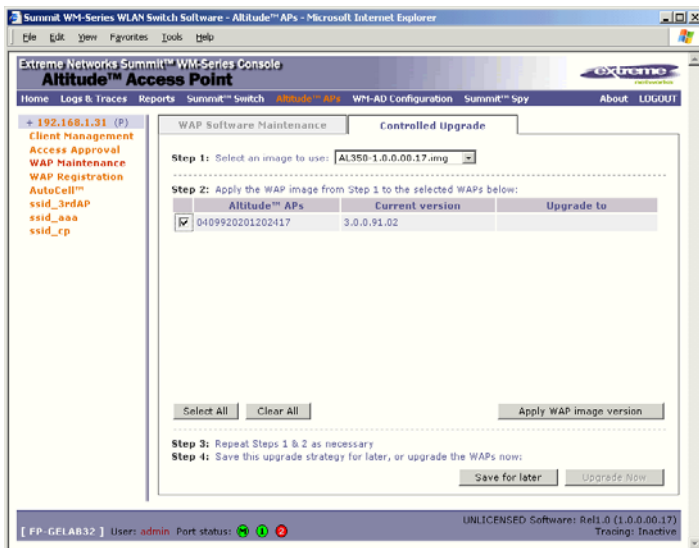 Summit WM-Series WLAN Switch Software - Altitude™ APs - Microsoft Internet Explorer
File Edit View Favorites Tools Help
Extreme Networks Summit™ WM-Series Console
Altitude™ Access Point
extreme
networks
Home Logs & Traces Reports Summit™ Switch Altitude™ APs WM-AD Configuration Summit™ Spy About LOGOUT
+ 192.168.1.31 (P)
Client Management
Access Approval
WAP Maintenance
WAP Registration
AutoCell™
ssid_3rdAP
ssid_aaa
ssid_cp
WAP Software Maintenance Controlled Upgrade
Step 1: Select an image to use: AL350-1.0.0.00.17.img
Step 2: Apply the WAP image from Step 1 to the selected WAPs below:
Altitude™ APs Current version Upgrade to
0409920201202417 3.0.0.91.02
Select All Clear All Apply WAP image version
Step 3: Repeat Steps 1 & 2 as necessary
Step 4: Save this upgrade strategy for later, or upgrade the WAPs now:
Save for later Upgrade Now
[ FP-GELAB32 ] User: admin Port status: M 1 2
UNLICENSED Software: Rel1.0 (1.0.0.00.17)
Tracing: Inactive